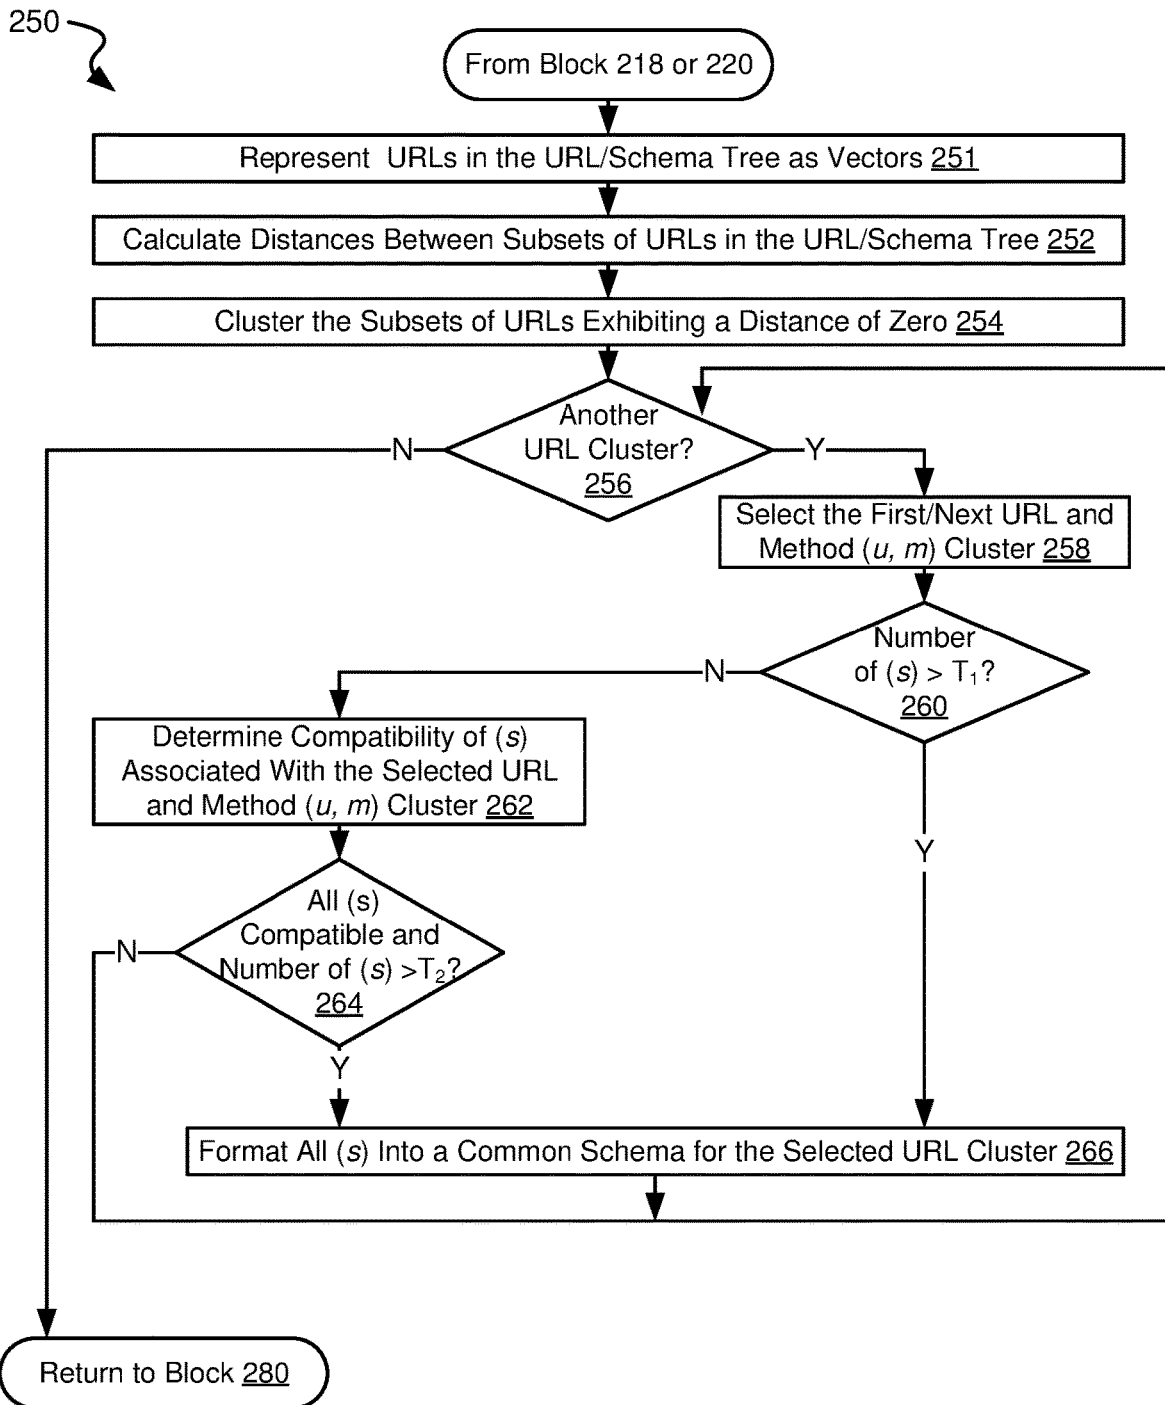 250
From Block 218 or 220
Represent URLs in the URL/Schema Tree as Vectors 251
Calculate Distances Between Subsets of URLs in the URL/Schema Tree 252
Cluster the Subsets of URLs Exhibiting a Distance of Zero 254
Another
URL Cluster?
256
N
Y
Select the First/Next URL and
Method (u, m) Cluster 258
Number
of (s) > T1?
260
N
Y
Determine Compatibility of (s)
Associated With the Selected URL
and Method (u, m) Cluster 262
All (s)
Compatible and
Number of (s) >T2?
264
N
Y
Format All (s) Into a Common Schema for the Selected URL Cluster 266
Return to Block 280